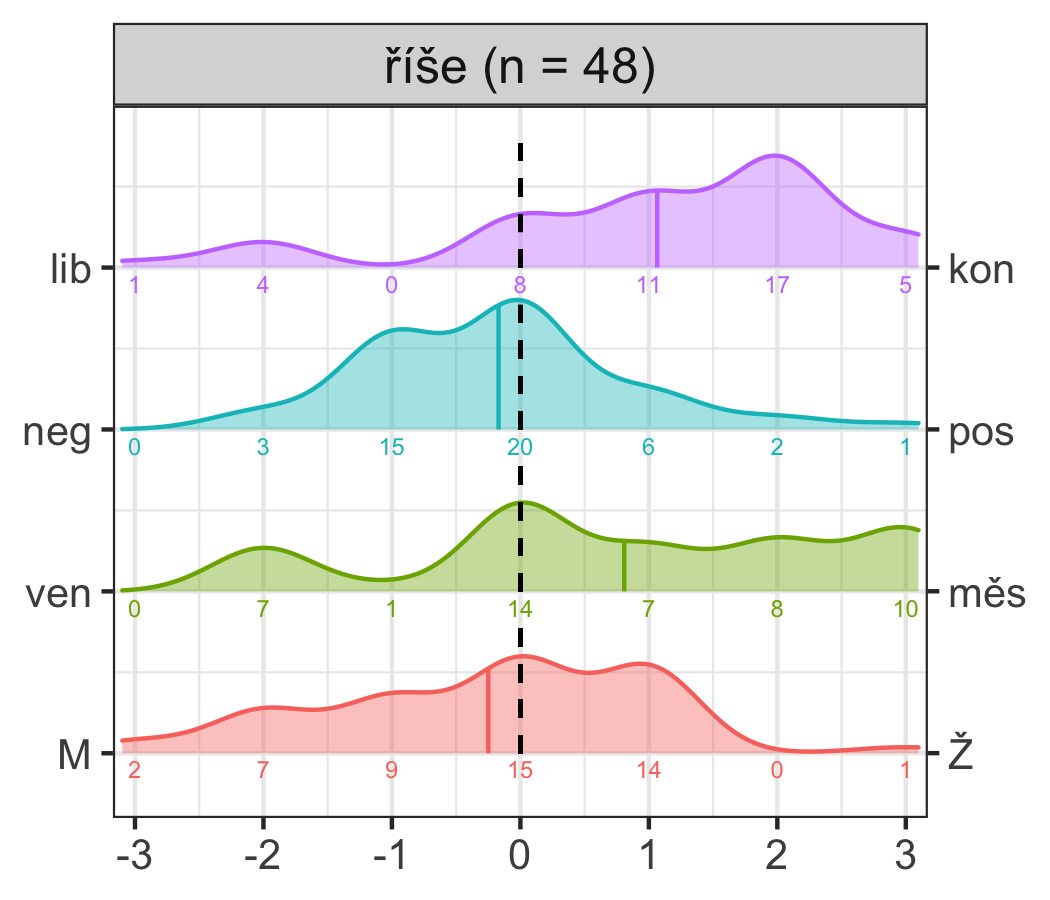 říše (n = 48)
lib kon
1 4 0 8 11 17 5
neg pos
0 3 15 20 6 2 1
ven měs
0 7 1 14 7 8 10
M Ž
2 7 9 15 14 0 1
-3 -2 -1 0 1 2 3